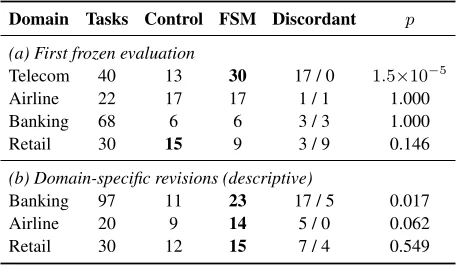 Domain Tasks Control FSM Discordant p
(a) First frozen evaluation
Telecom 40 13 30 17 / 0 1.5×10⁻⁵
Airline 22 17 17 1 / 1 1.000
Banking 68 6 6 3 / 3 1.000
Retail 30 15 9 3 / 9 0.146
(b) Domain-specific revisions (descriptive)
Banking 97 11 23 17 / 5 0.017
Airline 20 9 14 5 / 0 0.062
Retail 30 12 15 7 / 4 0.549